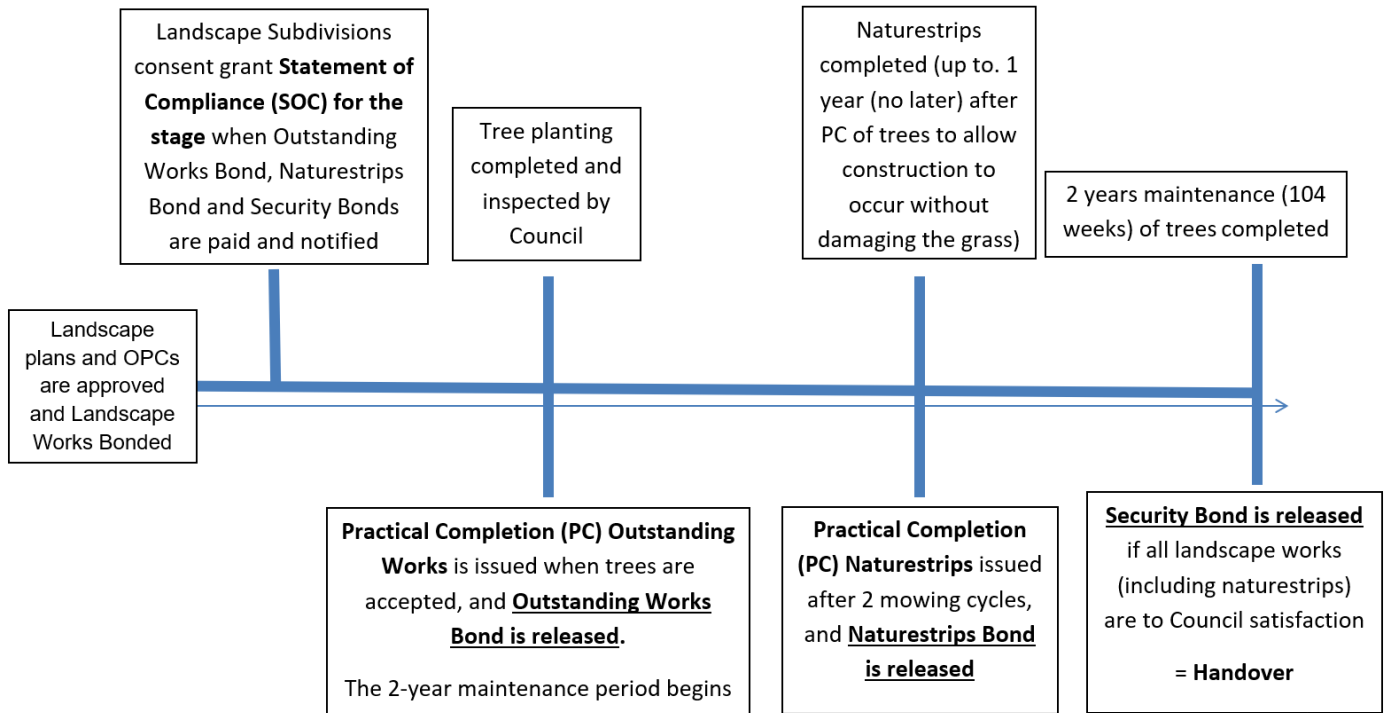 Landscape
plans and OPCs
are approved
and Landscape
Works Bonded
Landscape Subdivisions
consent grant Statement of
Compliance (SOC) for the
stage when Outstanding
Works Bond, Naturestrips
Bond and Security Bonds
are paid and notified
Tree planting
completed and
inspected by
Council
Practical Completion (PC) Outstanding
Works is issued when trees are
accepted, and Outstanding Works
Bond is released.
The 2-year maintenance period begins
Naturestrips
completed (up to. 1
year (no later) after
PC of trees to allow
construction to
occur without
damaging the grass)
Practical Completion
(PC) Naturestrips issued
after 2 mowing cycles,
and Naturestrips Bond
is released
2 years maintenance (104
weeks) of trees completed
Security Bond is released
if all landscape works
(including naturestrips)
are to Council satisfaction
= Handover